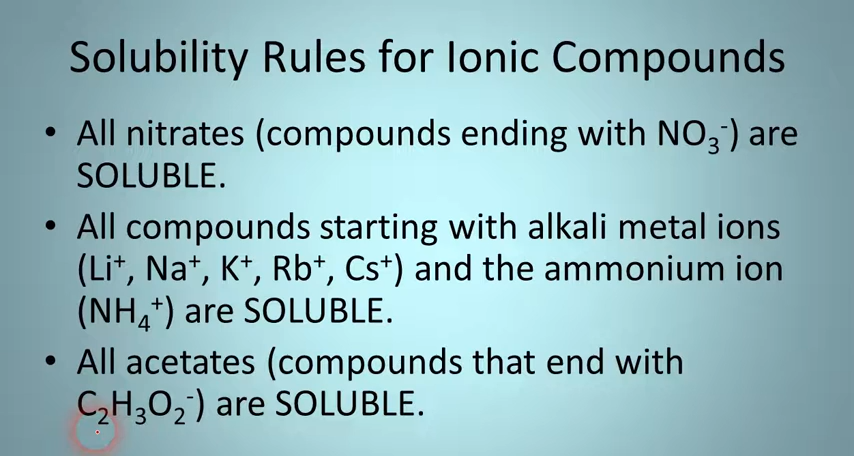 Solubility Rules for Ionic Compounds
• All nitrates (compounds ending with NO₃⁻) are
SOLUBLE.
• All compounds starting with alkali metal ions
(Li⁺, Na⁺, K⁺, Rb⁺, Cs⁺) and the ammonium ion
(NH₄⁺) are SOLUBLE.
• All acetates (compounds that end with
C₂H₃O₂⁻) are SOLUBLE.